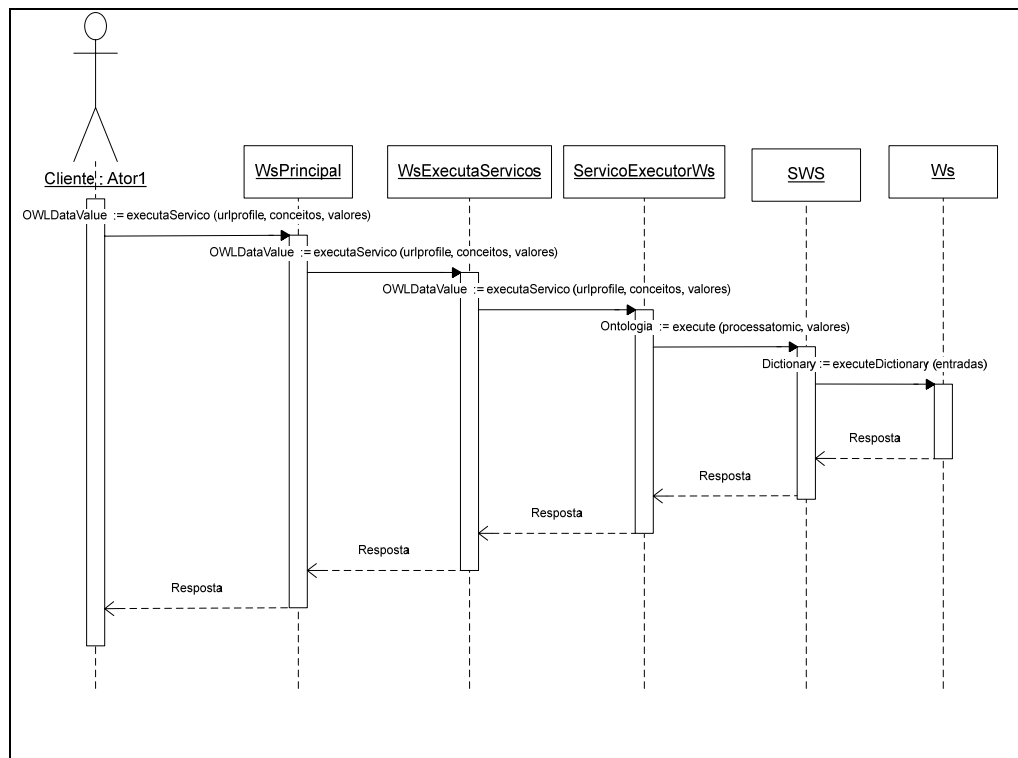 Cliente : Ator1
WsPrincipal
WsExecutaServicos
ServicoExecutorWs
SWS
Ws
OWLDataValue := executaServico (urlprofile, conceitos, valores)
OWLDataValue := executaServico (urlprofile, conceitos, valores)
OWLDataValue := executaServico (urlprofile, conceitos, valores)
Ontologia := execute (processatomic, valores)
Dictionary := executeDictionary (entradas)
Resposta
Resposta
Resposta
Resposta
Resposta